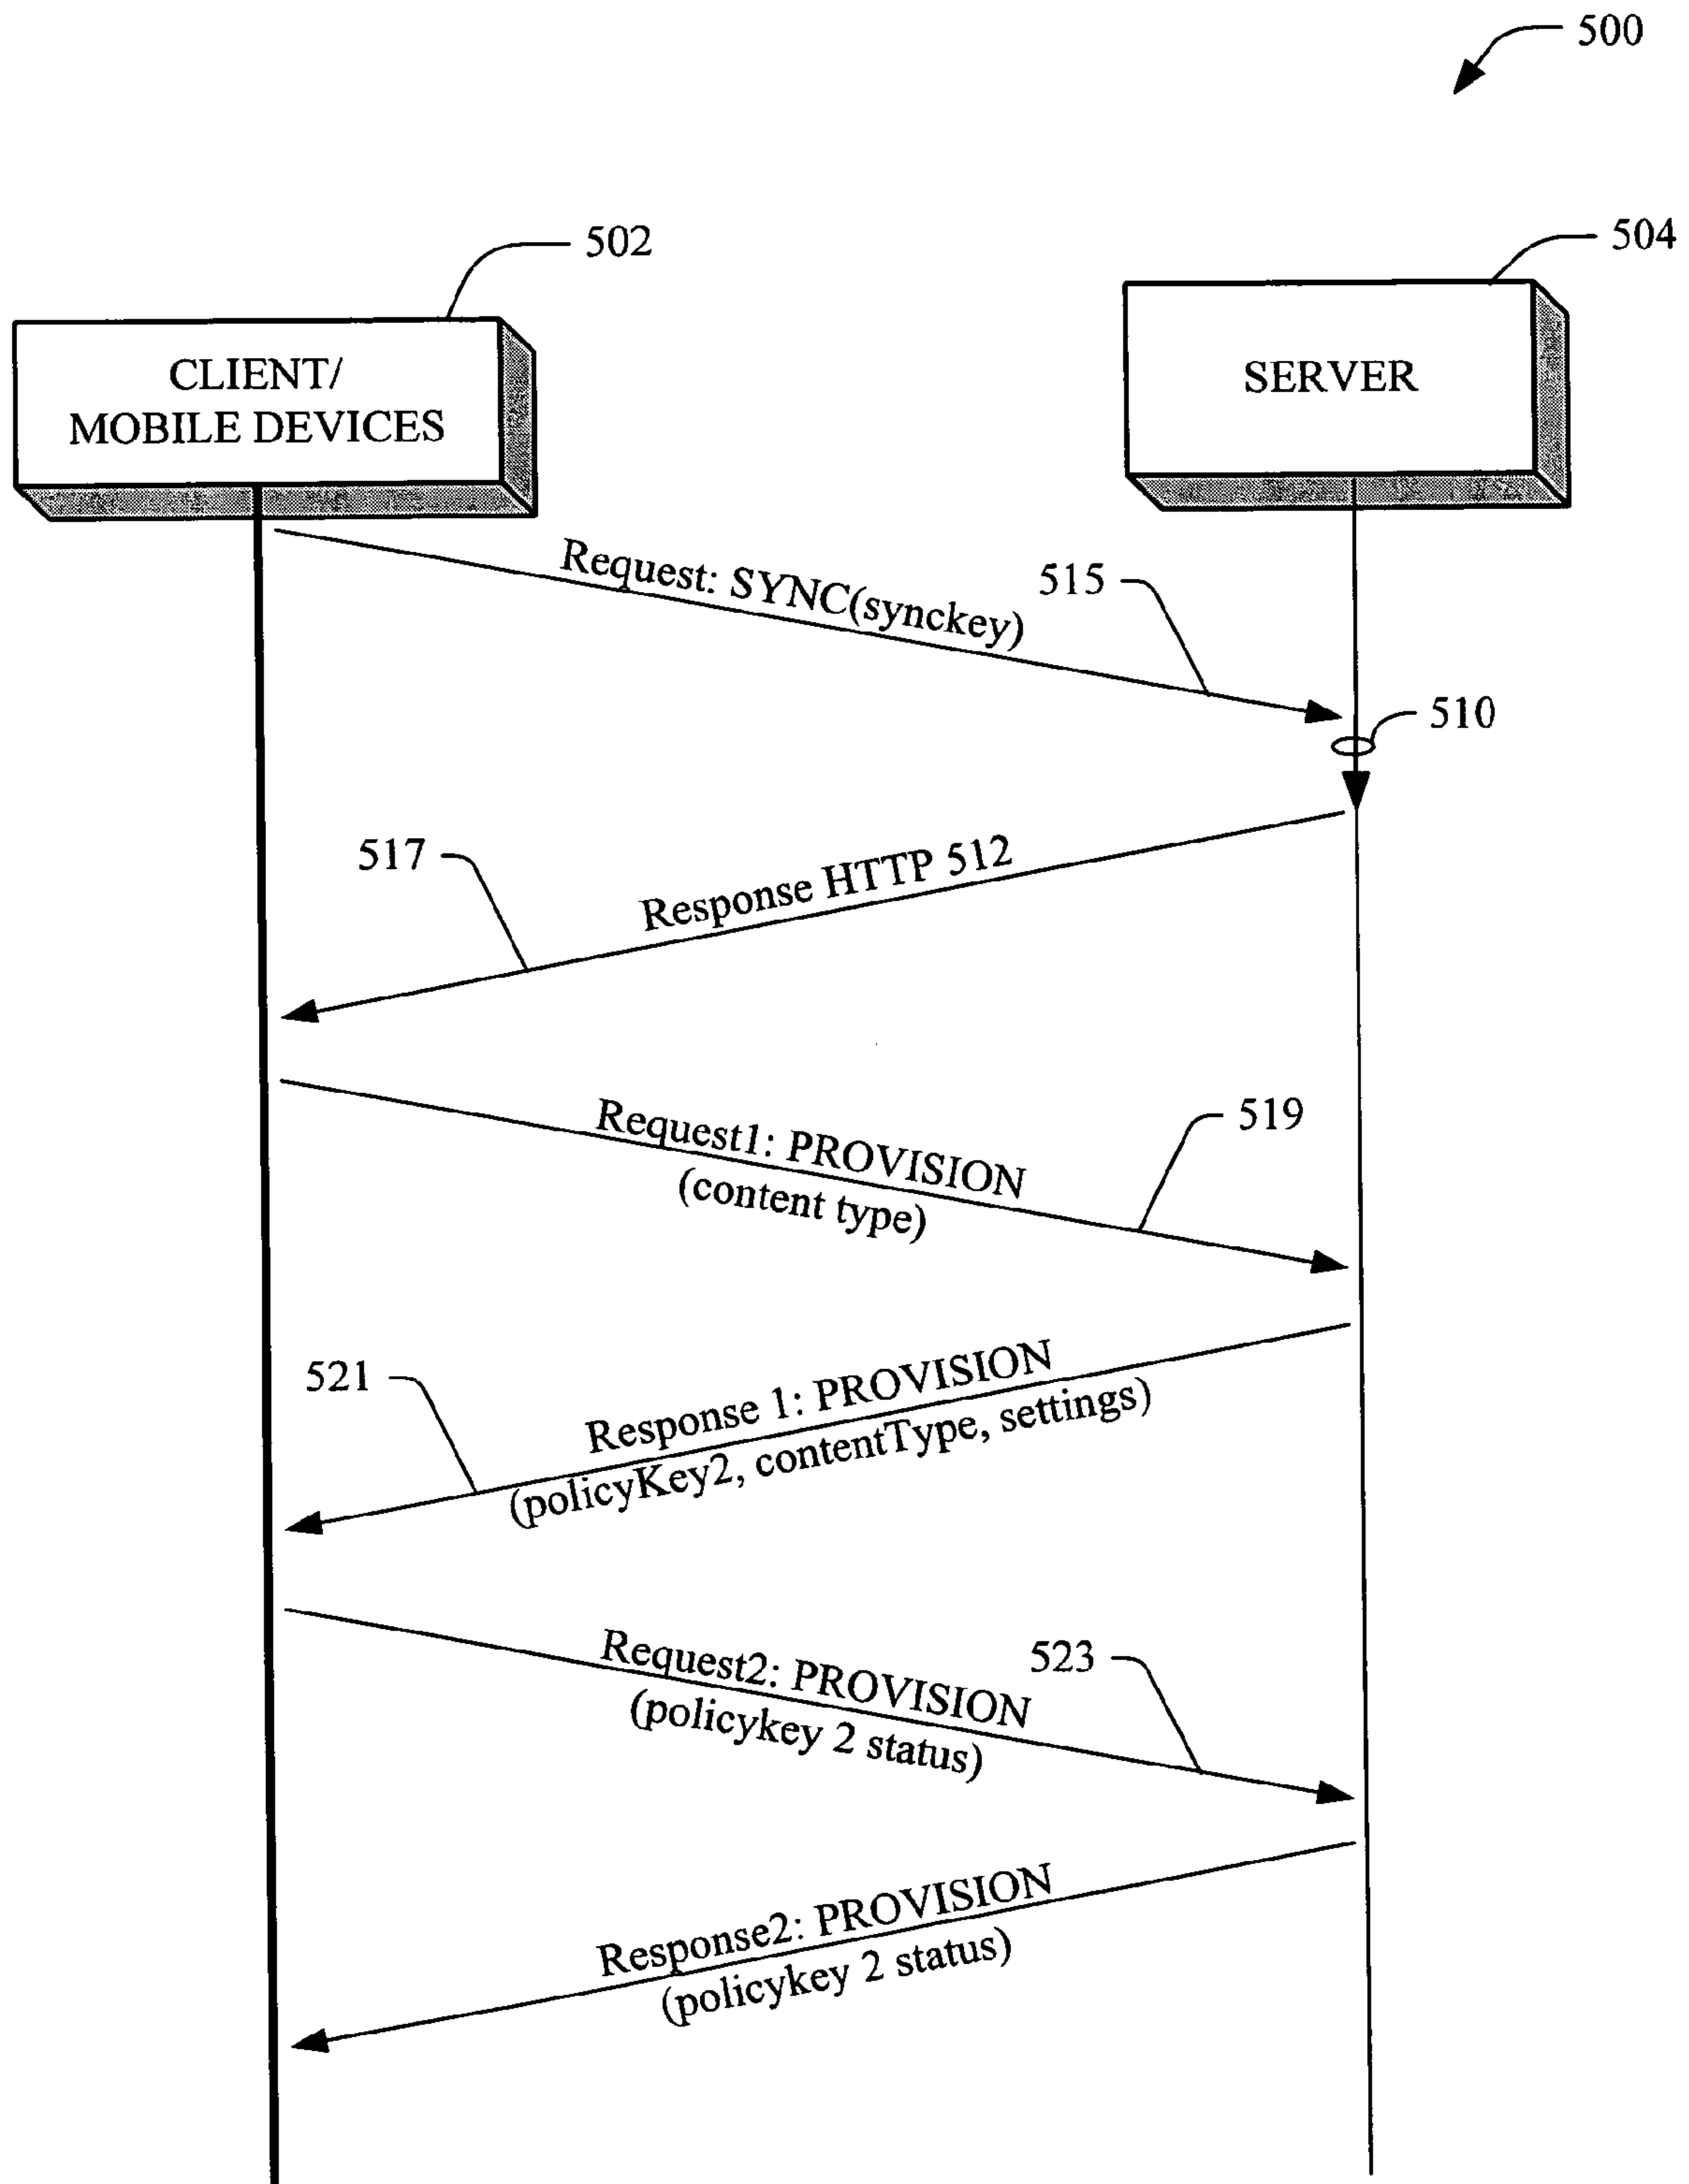 500
502
504
CLIENT/
MOBILE DEVICES
SERVER
Request: SYNC(synckey)
515
510
517
Response HTTP 512
Request1: PROVISION
(content type)
519
521
Response 1: PROVISION
(policyKey2, contentType, settings)
Request2: PROVISION
(policykey 2 status)
523
Response2: PROVISION
(policykey 2 status)